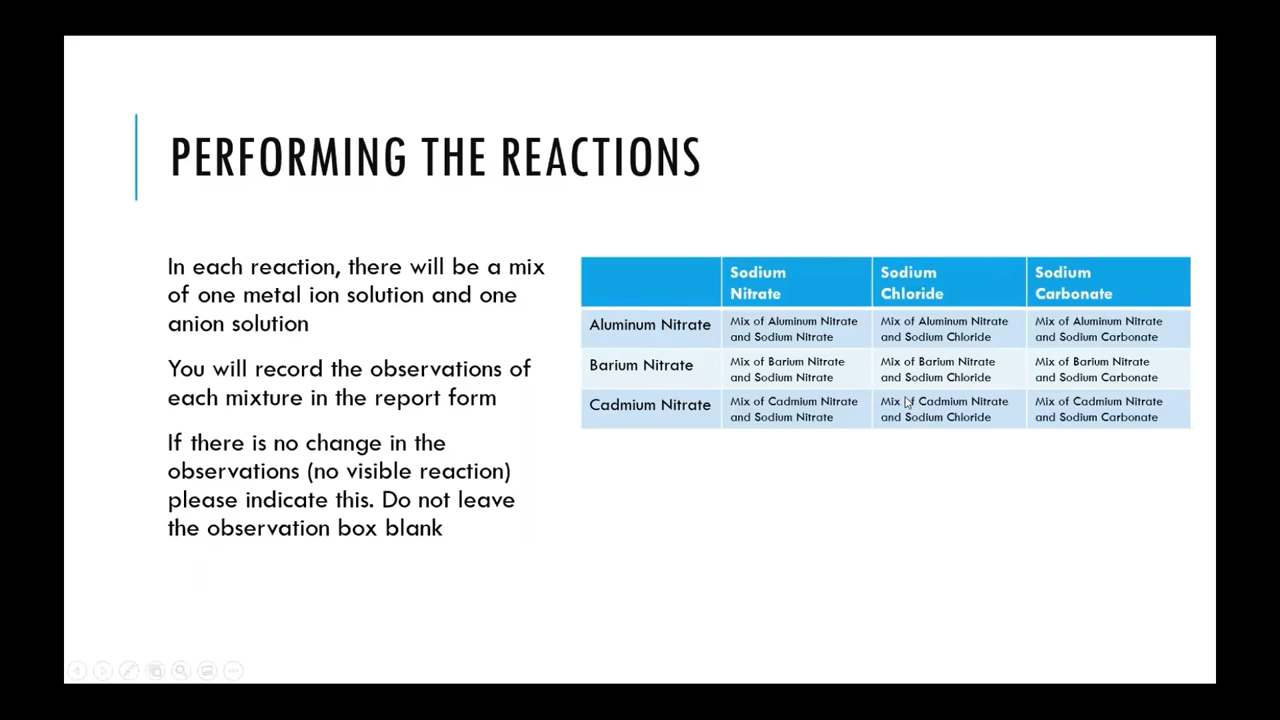 PERFORMING THE REACTIONS
In each reaction, there will be a mix
of one metal ion solution and one
anion solution
You will record the observations of
each mixture in the report form
If there is no change in the
observations (no visible reaction)
please indicate this. Do not leave
the observation box blank
Sodium
Nitrate
Sodium
Chloride
Sodium
Carbonate
Aluminum Nitrate
Mix of Aluminum Nitrate
and Sodium Nitrate
Mix of Aluminum Nitrate
and Sodium Chloride
Mix of Aluminum Nitrate
and Sodium Carbonate
Barium Nitrate
Mix of Barium Nitrate
and Sodium Nitrate
Mix of Barium Nitrate
and Sodium Chloride
Mix of Barium Nitrate
and Sodium Carbonate
Cadmium Nitrate
Mix of Cadmium Nitrate
and Sodium Nitrate
Mix of Cadmium Nitrate
and Sodium Chloride
Mix of Cadmium Nitrate
and Sodium Carbonate